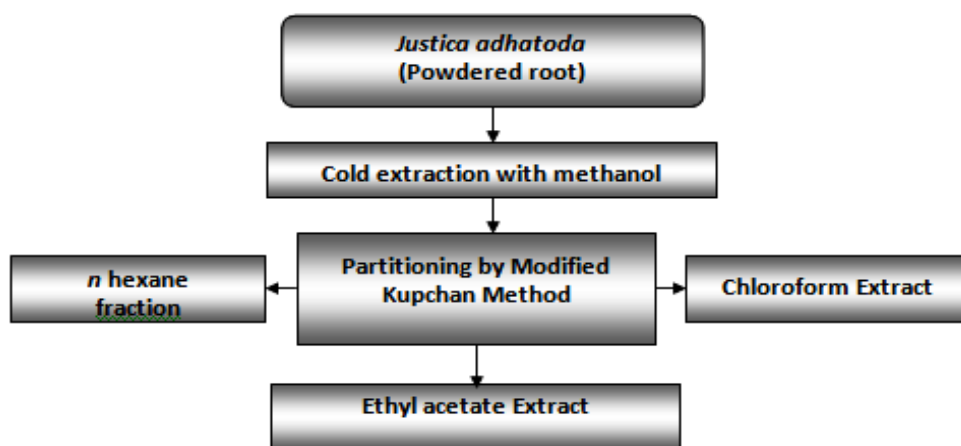 Justica adhatoda
(Powdered root)
Cold extraction with methanol
Partitioning by Modified
Kupchan Method
n hexane
fraction
Chloroform Extract
Ethyl acetate Extract